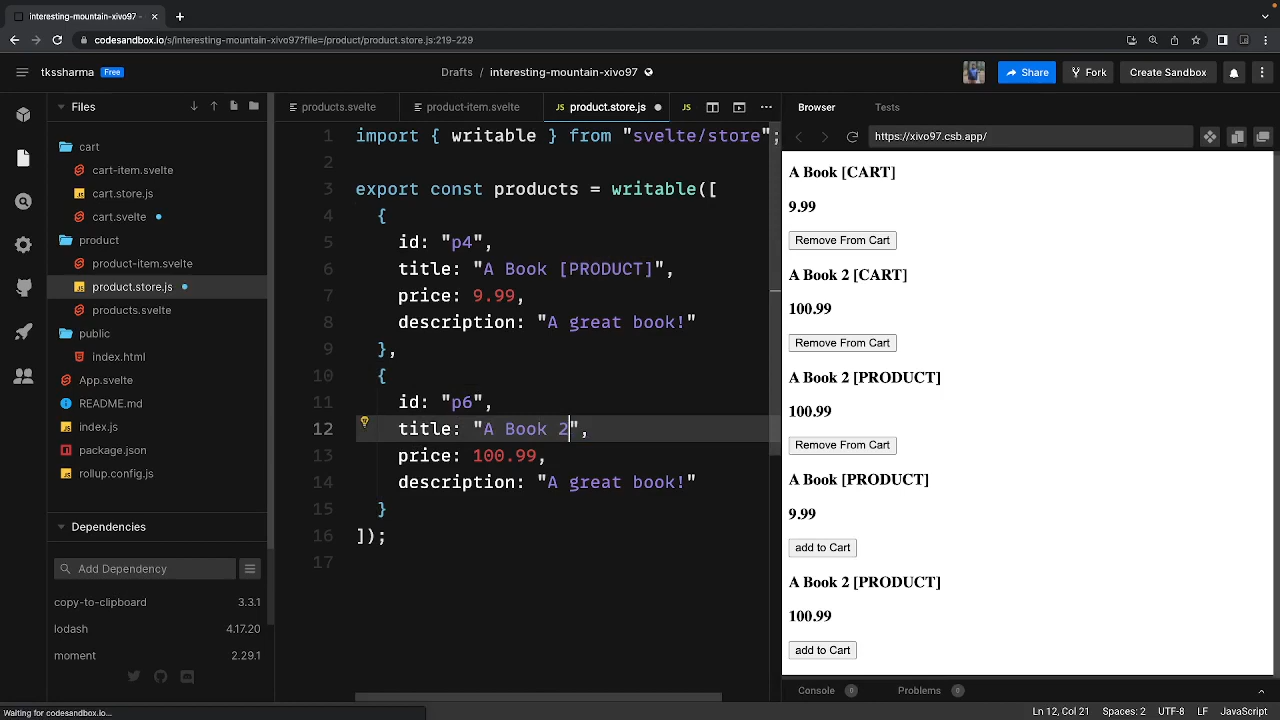 interesting-mountain-xivo97
codesandbox.io/s/interesting-mountain-xivo97?file=/product/product.store.js:219-229
tkssharma Free
Drafts / interesting-mountain-xivo97
Share
Fork
Create Sandbox
Files
cart
cart-item.svelte
cart.store.js
cart.svelte
product
product-item.svelte
product.store.js
products.svelte
public
index.html
App.svelte
README.md
index.js
package.json
rollup.config.js
Dependencies
Add Dependency
copy-to-clipboard 3.3.1
lodash 4.17.20
moment 2.29.1
products.svelte
product-item.svelte
JS product.store.js
JS
1 import { writable } from "svelte/store";
2
3 export const products = writable([
4 {
5 id: "p4",
6 title: "A Book [PRODUCT]",
7 price: 9.99,
8 description: "A great book!"
9 },
10 {
11 id: "p6",
12 title: "A Book 2",
13 price: 100.99,
14 description: "A great book!"
15 }
16 ]);
17
Browser
Tests
https://xivo97.csb.app/
A Book [CART]
9.99
Remove From Cart
A Book 2 [CART]
100.99
Remove From Cart
A Book 2 [PRODUCT]
100.99
Remove From Cart
A Book [PRODUCT]
9.99
add to Cart
A Book 2 [PRODUCT]
100.99
add to Cart
Console 0
Problems 0
Waiting for codesandbox.io...
Ln 12, Col 21 Spaces: 2 UTF-8 LF JavaScript